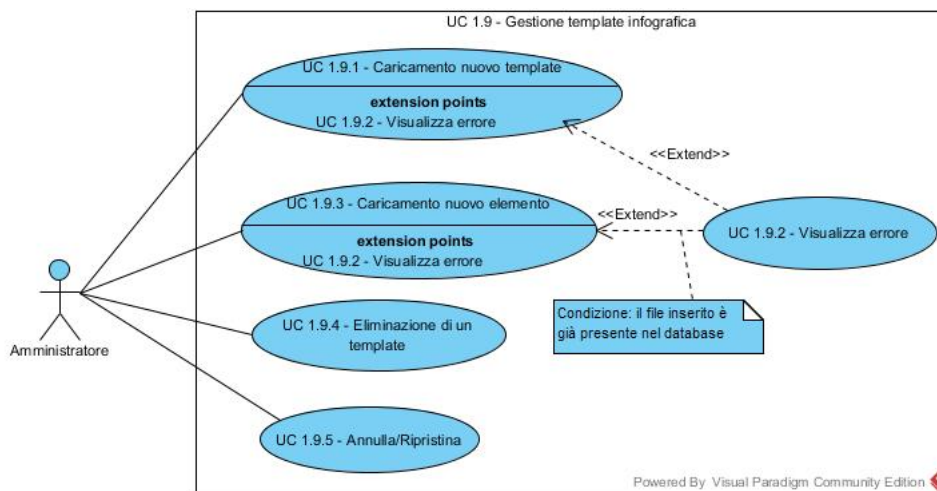 UC 1.9 - Gestione template infografica
UC 1.9.1 - Caricamento nuovo template
extension points
UC 1.9.2 - Visualizza errore
<<Extend>>
UC 1.9.3 - Caricamento nuovo elemento
extension points
UC 1.9.2 - Visualizza errore
<<Extend>>
UC 1.9.2 - Visualizza errore
Condizione: il file inserito è
già presente nel database
UC 1.9.4 - Eliminazione di un
template
Amministratore
UC 1.9.5 - Annulla/Ripristina
Powered By Visual Paradigm Community Edition